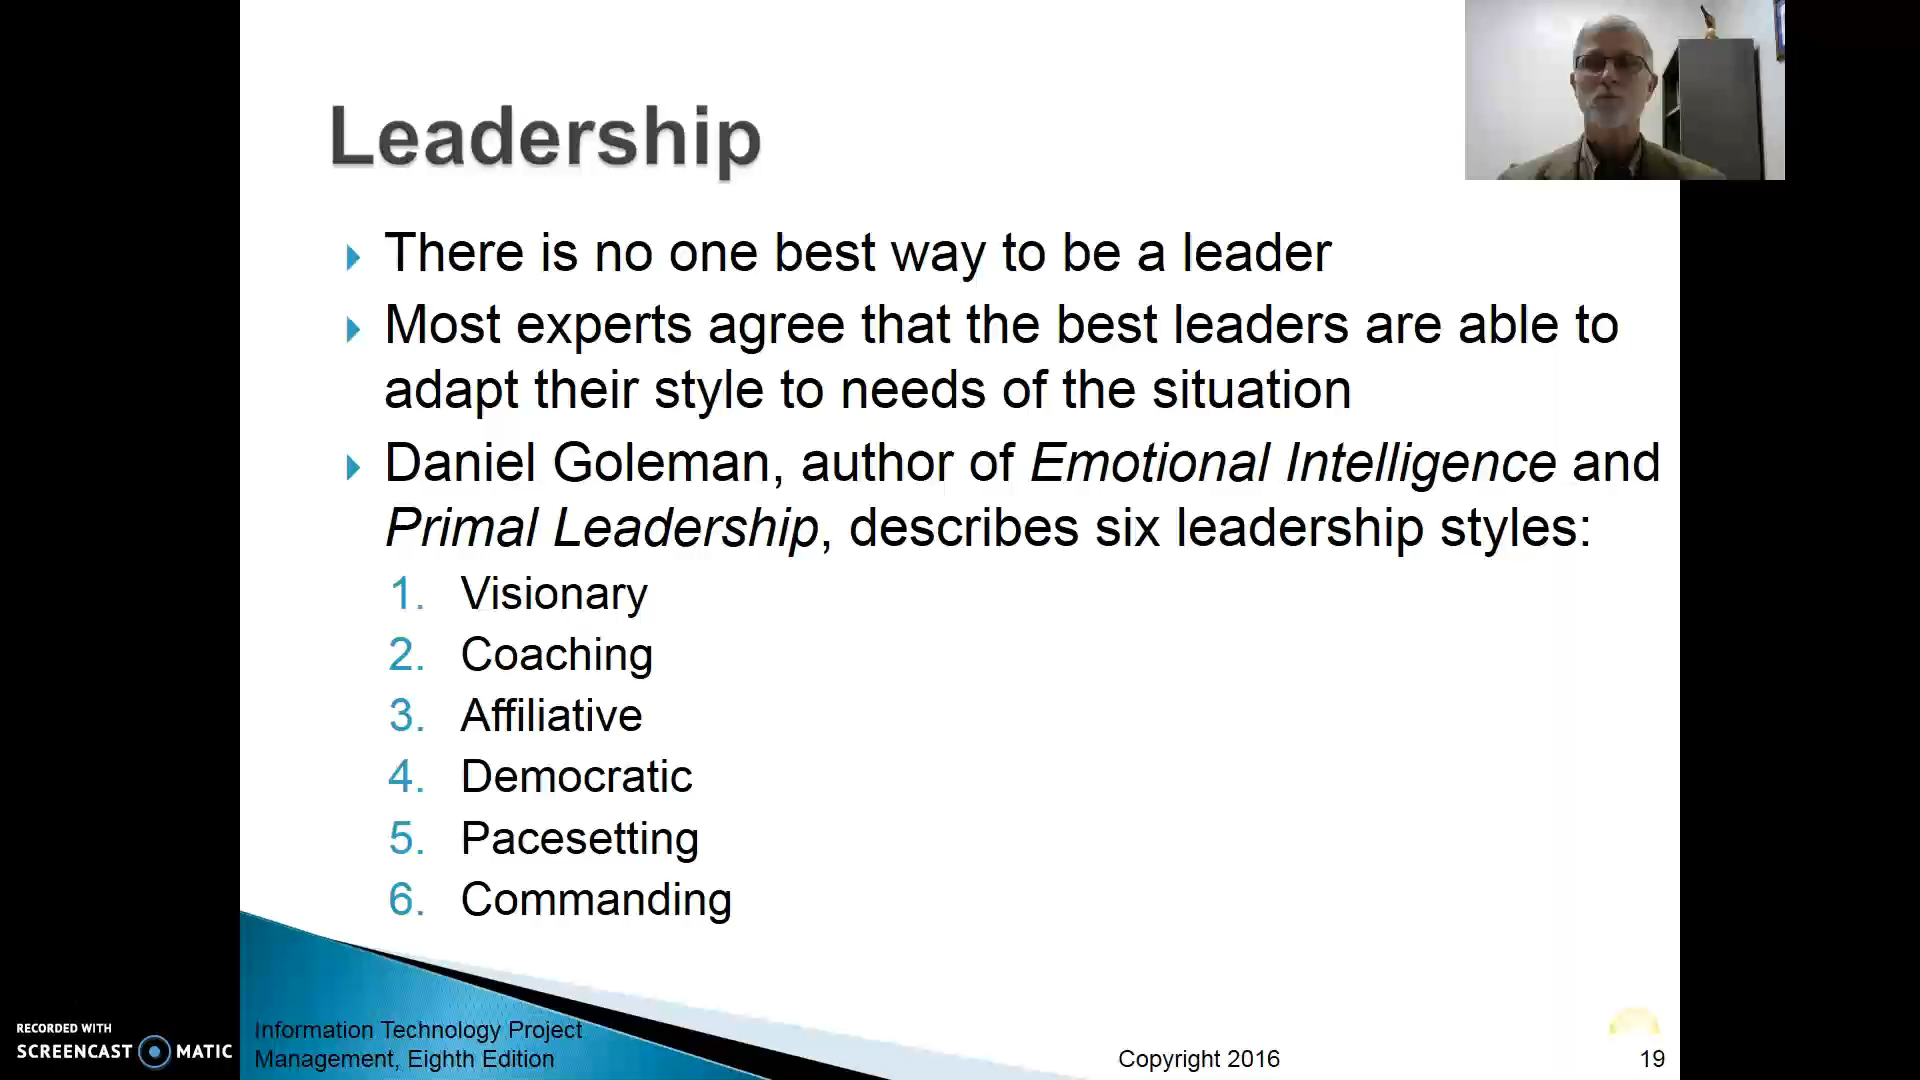 Leadership
There is no one best way to be a leader
Most experts agree that the best leaders are able to
adapt their style to needs of the situation
Daniel Goleman, author of Emotional Intelligence and
Primal Leadership, describes six leadership styles:
1. Visionary
2. Coaching
3. Affiliative
4. Democratic
5. Pacesetting
6. Commanding
RECORDED WITH
SCREENCAST MATIC
Information Technology Project
Management, Eighth Edition
Copyright 2016
19